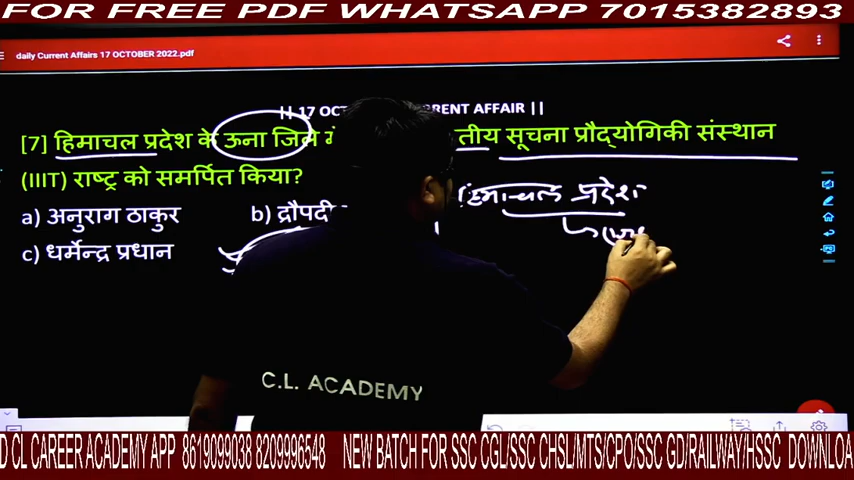 FOR FREE PDF WHATSAPP 7015382893
daily Current Affairs 17 OCTOBER 2022.pdf
|| 17 OCT RRENT AFFAIR ||
[7] हिमाचल प्रदेश के ऊना जिले तीय सूचना प्रौद्योगिकी संस्थान
(IIIT) राष्ट्र को समर्पित किया?
हिमाचल प्रदेश
a) अनुराग ठाकुर b) द्रौपदी
c) धर्मेन्द्र प्रधान
C.L. ACADEMY
D CL CAREER ACADEMY APP 8619099038 8209996548 NEW BATCH FOR SSC CGL/SSC CHSL/MTS/CPO/SSC GD/RAILWAY/HSSC DOWNLOA